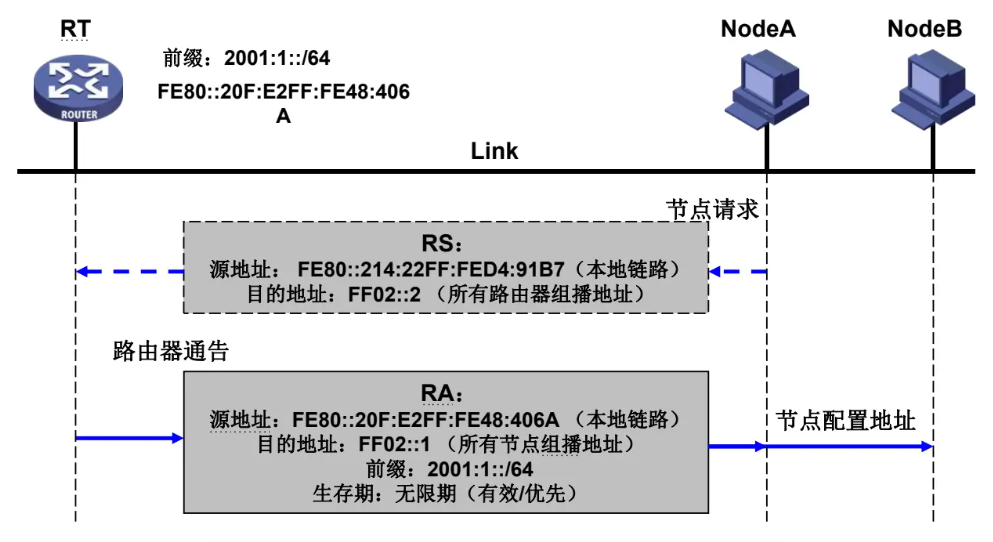 RT
NodeA
NodeB
前缀：2001:1::/64
FE80::20F:E2FF:FE48:406
A
ROUTER
Link
节点请求
RS：
源地址： FE80::214:22FF:FED4:91B7（本地链路）
目的地址：FF02::2 （所有路由器组播地址）
路由器通告
RA：
源地址：FE80::20F:E2FF:FE48:406A （本地链路）
目的地址：FF02::1 （所有节点组播地址）
前缀：2001:1::/64
生存期：无限期（有效/优先）
节点配置地址